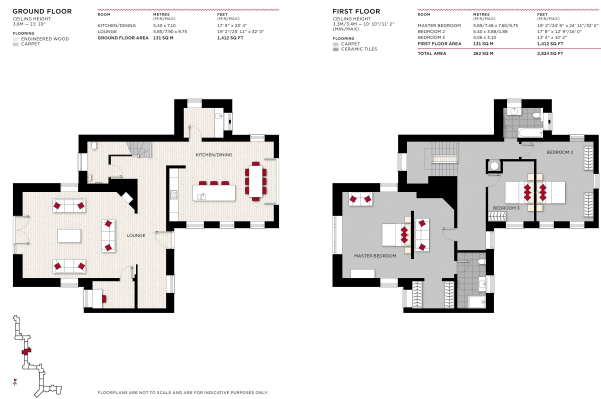 GROUND FLOOR
CEILING HEIGHT
3.6M — 11' 10"
FLOORING
ENGINEERED WOOD
CARPET
ROOM METRES FEET
(MIN/MAX) (MIN/MAX)
KITCHEN/DINING 5.40 x 7.10 17' 9" x 23' 4"
LOUNGE 5.85/7.90 x 9.75 19' 2"/25' 11" x 32' 0"
GROUND FLOOR AREA 131 SQ M 1,412 SQ FT
FIRST FLOOR
CEILING HEIGHT
3.3M/3.4M — 10' 10"/11' 2"
(MIN/MAX)
FLOORING
CARPET
CERAMIC TILES
ROOM METRES FEET
(MIN/MAX) (MIN/MAX)
MASTER BEDROOM 5.85/7.48 x 7.60/9.75 19' 2"/24' 6" x 24' 11"/32' 0"
BEDROOM 2 5.40 x 3.88/4.88 17' 8" x 12' 9"/16' 0"
BEDROOM 3 4.06 x 3.10 13' 4" x 10' 2"
FIRST FLOOR AREA 131 SQ M 1,412 SQ FT
TOTAL AREA 262 SQ M 2,824 SQ FT
KITCHEN/DINING
LOUNGE
BEDROOM 2
BEDROOM 3
MASTER BEDROOM
N
FLOORPLANS ARE NOT TO SCALE AND ARE FOR INDICATIVE PURPOSES ONLY.